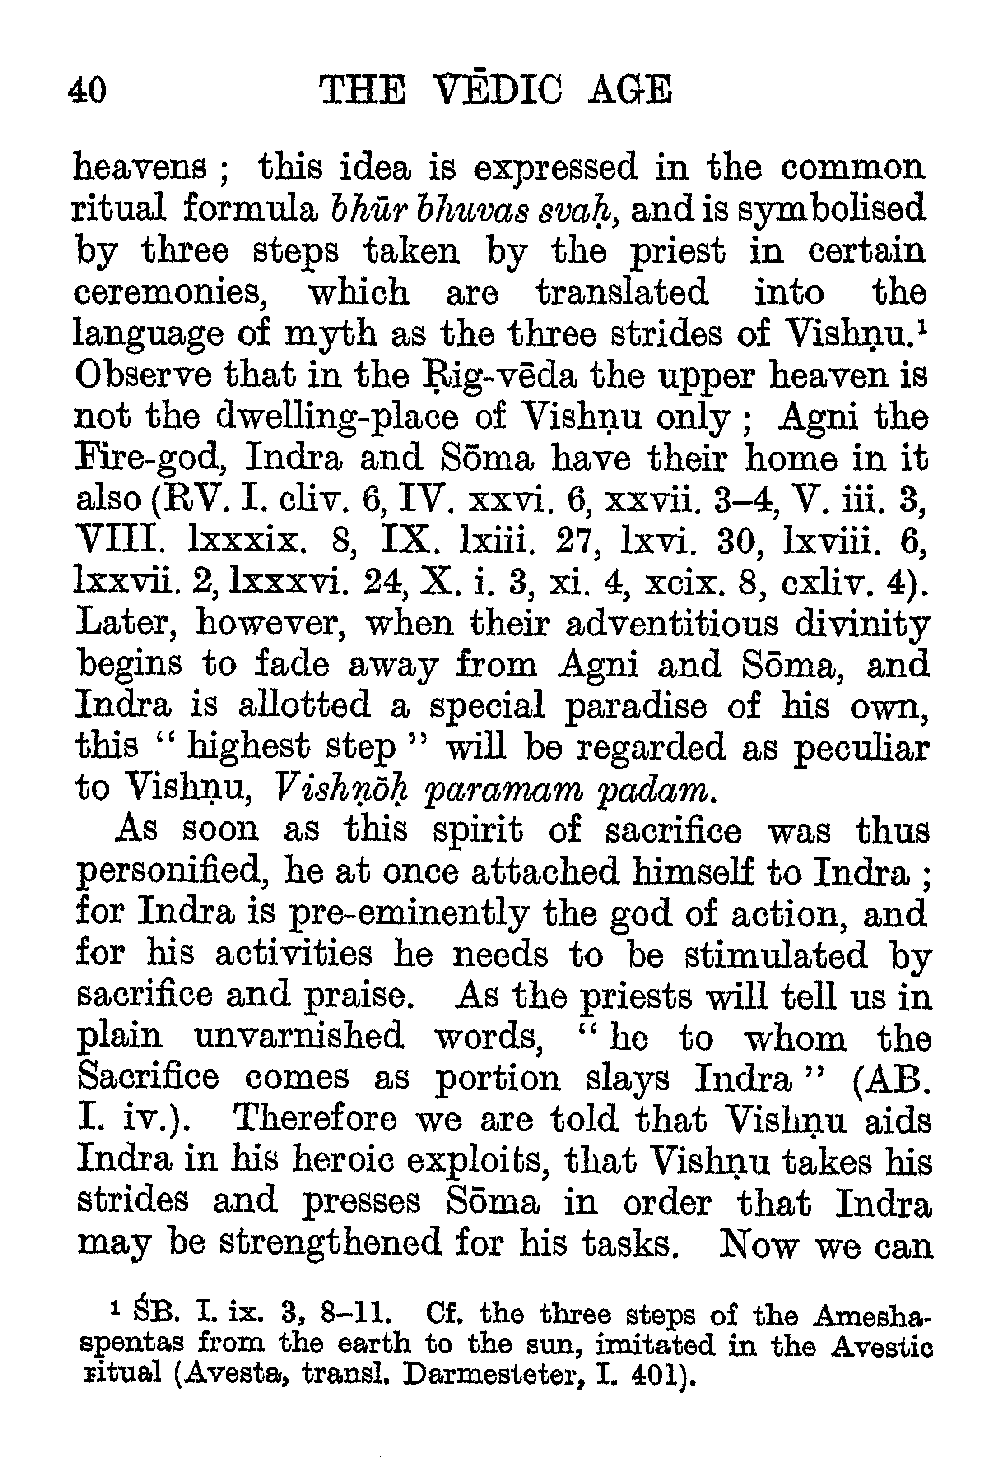 40 THE VĒDIC AGE
heavens ; this idea is expressed in the common
ritual formula bhūr bhuvas svaḥ, and is symbolised
by three steps taken by the priest in certain
ceremonies, which are translated into the
language of myth as the three strides of Vishṇu.¹
Observe that in the Ṛig-vēda the upper heaven is
not the dwelling-place of Vishṇu only ; Agni the
Fire-god, Indra and Sōma have their home in it
also (RV. I. cliv. 6, IV. xxvi. 6, xxvii. 3–4, V. iii. 3,
VIII. lxxxix. 8, IX. lxiii. 27, lxvi. 30, lxviii. 6,
lxxvii. 2, lxxxvi. 24, X. i. 3, xi. 4, xcix. 8, cxliv. 4).
Later, however, when their adventitious divinity
begins to fade away from Agni and Sōma, and
Indra is allotted a special paradise of his own,
this “ highest step ” will be regarded as peculiar
to Vishṇu, Vishṇōḥ paramam padam.
As soon as this spirit of sacrifice was thus
personified, he at once attached himself to Indra ;
for Indra is pre-eminently the god of action, and
for his activities he needs to be stimulated by
sacrifice and praise. As the priests will tell us in
plain unvarnished words, “ he to whom the
Sacrifice comes as portion slays Indra ” (AB.
I. iv.). Therefore we are told that Vishṇu aids
Indra in his heroic exploits, that Vishṇu takes his
strides and presses Sōma in order that Indra
may be strengthened for his tasks. Now we can
¹ ŚB. I. ix. 3, 8–11. Cf. the three steps of the Amesha-
spentas from the earth to the sun, imitated in the Avestic
ritual (Avesta, transl. Darmesteter, I. 401).